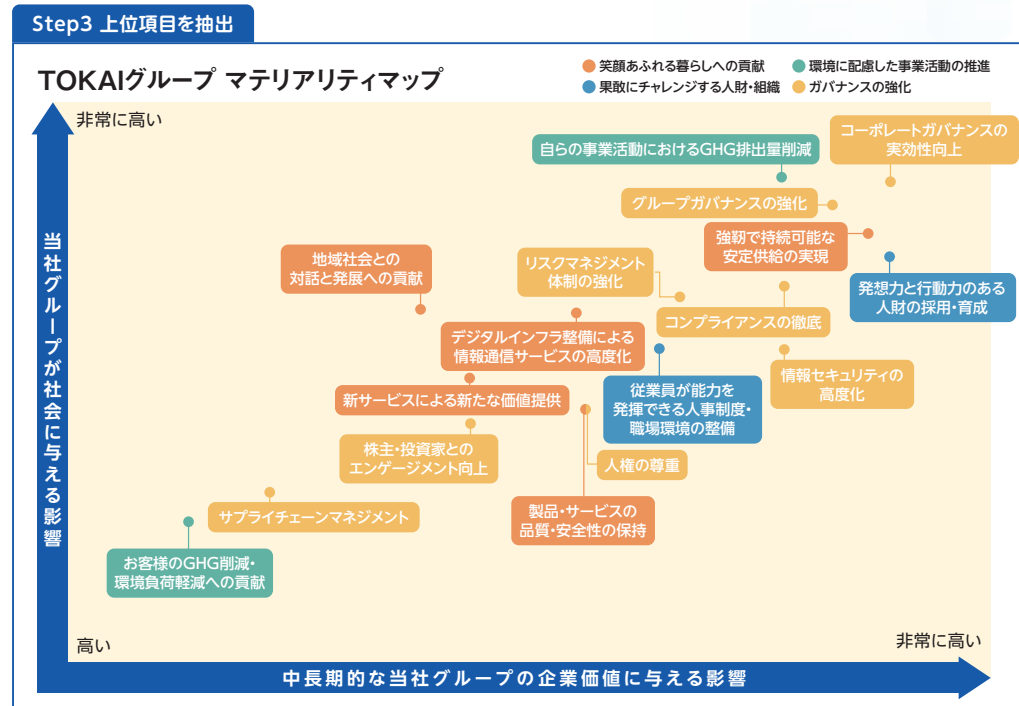 Step3 上位項目を抽出
TOKAIグループ マテリアリティマップ
笑顔あふれる暮らしへの貢献
環境に配慮した事業活動の推進
果敢にチャレンジする人財・組織
ガバナンスの強化
非常に高い
コーポレートガバナンスの
実効性向上
自らの事業活動におけるGHG排出量削減
グループガバナンスの強化
強靭で持続可能な
安定供給の実現
地域社会との
対話と発展への貢献
リスクマネジメント
体制の強化
発想力と行動力のある
人財の採用・育成
コンプライアンスの徹底
デジタルインフラ整備による
情報通信サービスの高度化
情報セキュリティの
高度化
新サービスによる新たな価値提供
従業員が能力を
発揮できる人事制度・
職場環境の整備
株主・投資家との
エンゲージメント向上
人権の尊重
サプライチェーンマネジメント
製品・サービスの
品質・安全性の保持
お客様のGHG削減・
環境負荷軽減への貢献
当社グループが社会に与える影響
高い
非常に高い
中長期的な当社グループの企業価値に与える影響